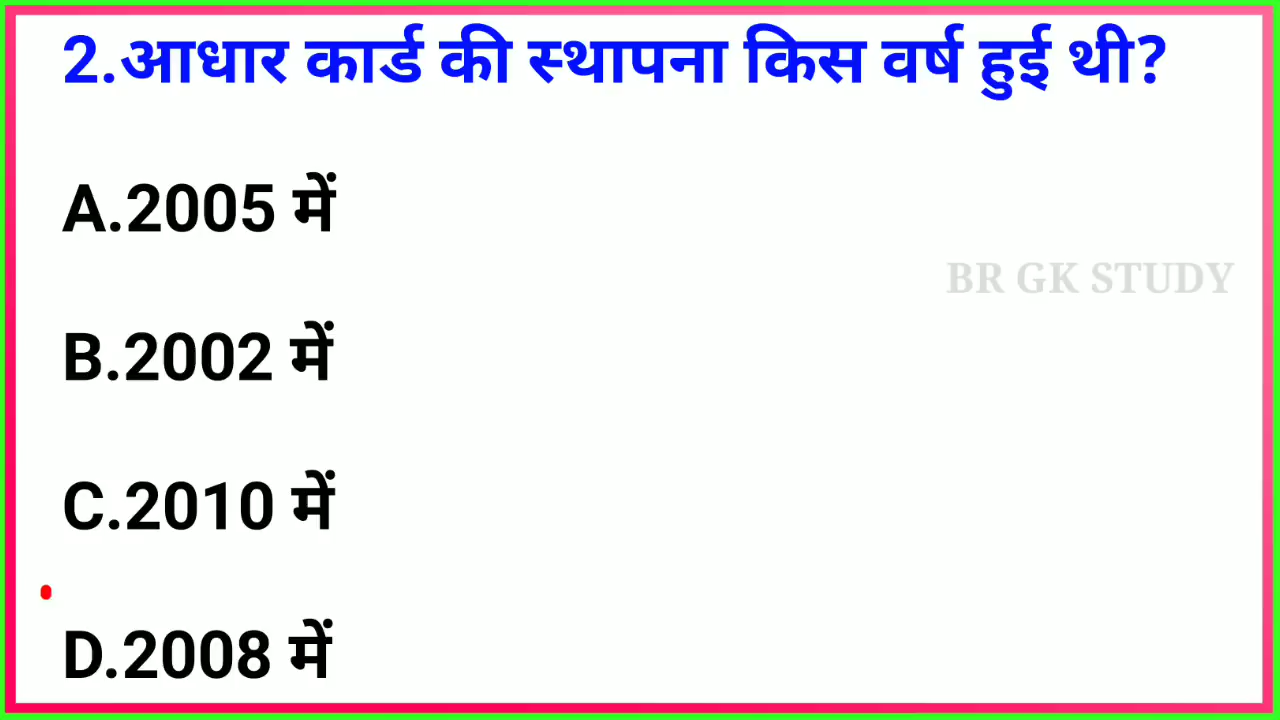 2.आधार कार्ड की स्थापना किस वर्ष हुई थी?
A.2005 में
BR GK STUDY
B.2002 में
C.2010 में
D.2008 में